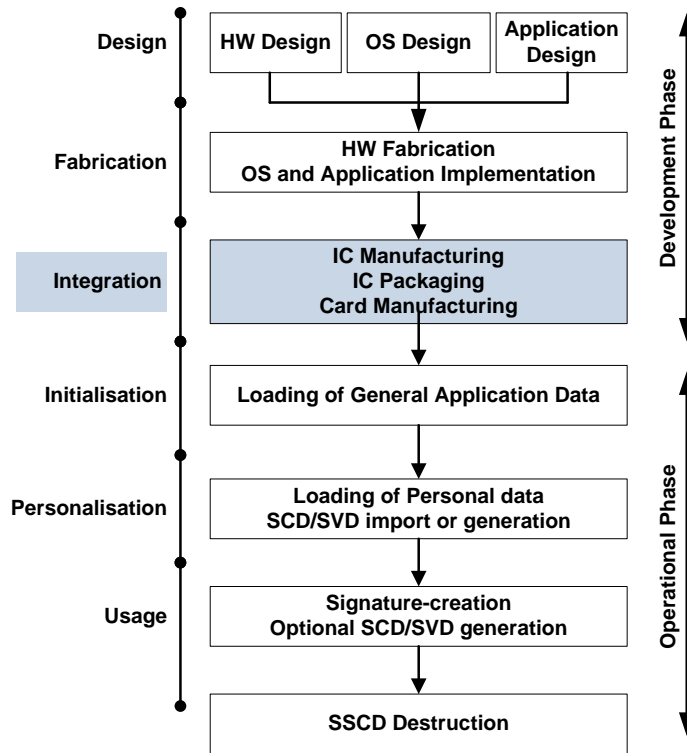 Design
HW Design
OS Design
Application
Design
Fabrication
HW Fabrication
OS and Application Implementation
Integration
IC Manufacturing
IC Packaging
Card Manufacturing
Initialisation
Loading of General Application Data
Personalisation
Loading of Personal data
SCD/SVD import or generation
Usage
Signature-creation
Optional SCD/SVD generation
SSCD Destruction
Development Phase
Operational Phase